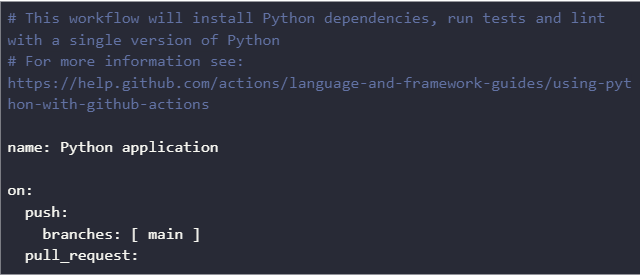 # This workflow will install Python dependencies, run tests and lint
with a single version of Python
# For more information see:
https://help.github.com/actions/language-and-framework-guides/using-pyt
hon-with-github-actions
name: Python application
on:
  push:
    branches: [ main ]
  pull_request: